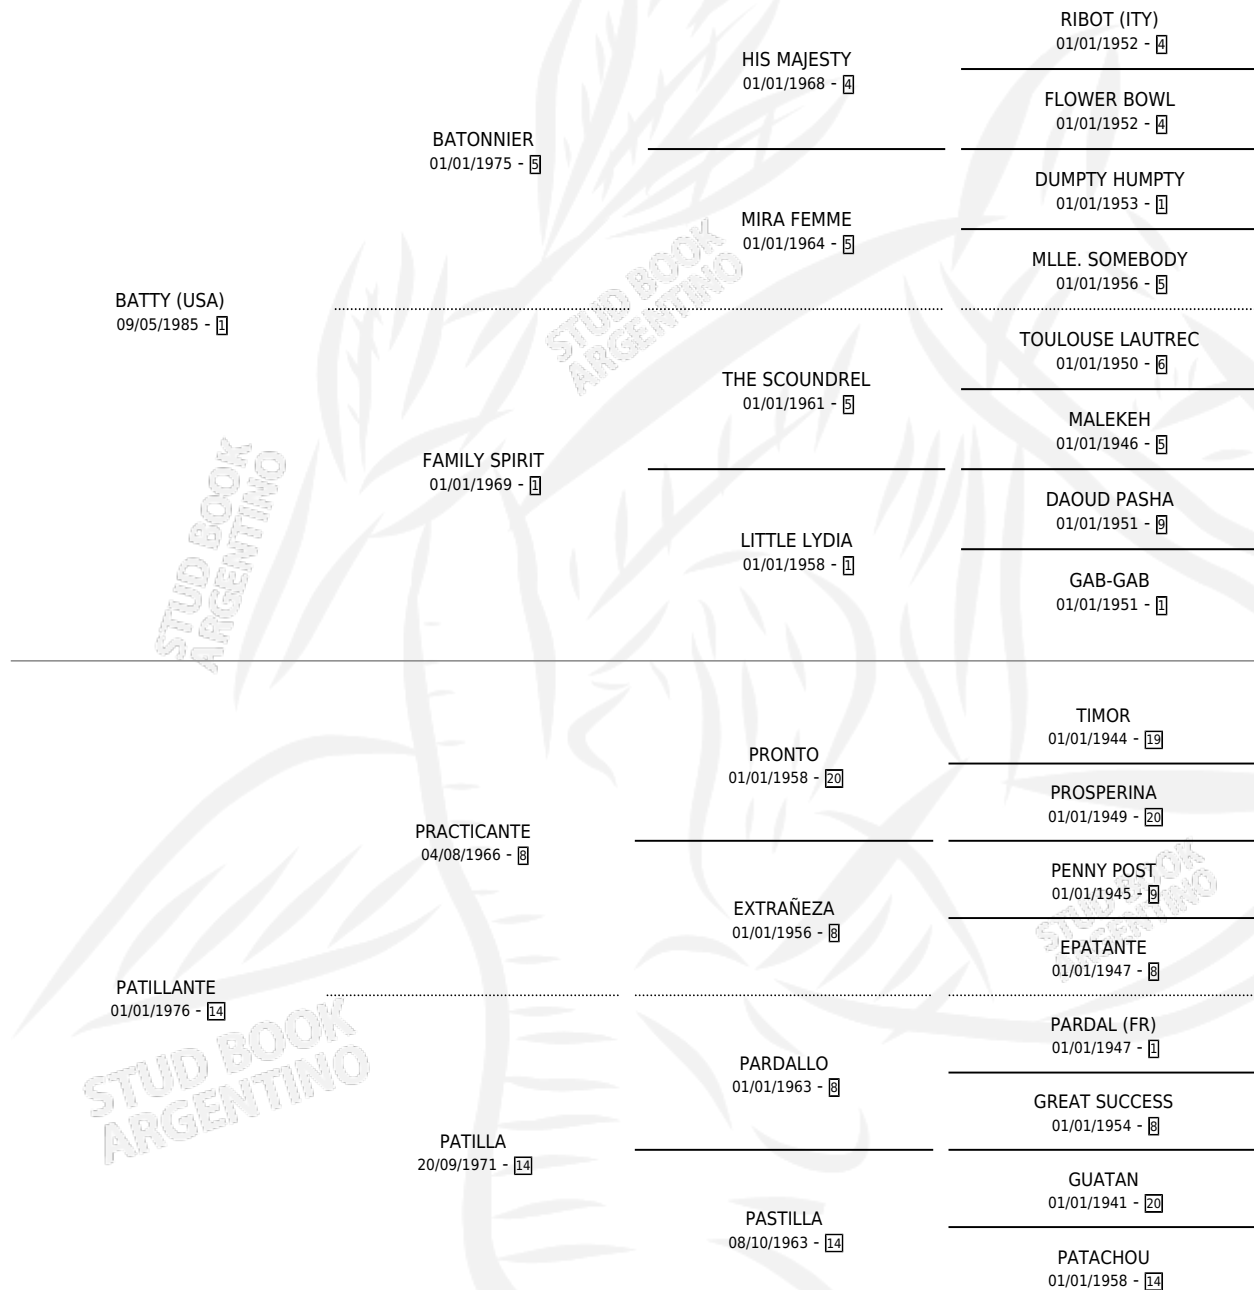 RIBOT (ITY)
01/01/1952 - 4
HIS MAJESTY
01/01/1968 - 4
FLOWER BOWL
01/01/1952 - 4
BATONNIER
01/01/1975 - 5
DUMPTY HUMPTY
01/01/1953 - 1
MIRA FEMME
01/01/1964 - 5
MLLE. SOMEBODY
01/01/1956 - 5
BATTY (USA)
09/05/1985 - 1
STUD BOOK
ARGENTINO
TOULOUSE LAUTREC
01/01/1950 - 6
THE SCOUNDREL
01/01/1961 - 5
MALEKEH
01/01/1946 - 5
FAMILY SPIRIT
01/01/1969 - 1
DAOUD PASHA
01/01/1951 - 9
LITTLE LYDIA
01/01/1958 - 1
GAB-GAB
01/01/1951 - 1
STUD BOOK
ARGENTINO
TIMOR
01/01/1944 - 19
PRONTO
01/01/1958 - 20
PROSPERINA
01/01/1949 - 20
PRACTICANTE
04/08/1966 - 8
PENNY POST
01/01/1945 - 9
EXTRAÑEZA
01/01/1956 - 8
EPATANTE
01/01/1947 - 8
STUD BOOK
ARGENTINO
PATILLANTE
01/01/1976 - 14
PARDAL (FR)
01/01/1947 - 1
PARDALLO
01/01/1963 - 8
GREAT SUCCESS
01/01/1954 - 8
STUD BOOK
ARGENTINO
PATILLA
20/09/1971 - 14
GUATAN
01/01/1941 - 20
PASTILLA
08/10/1963 - 14
PATACHOU
01/01/1958 - 14